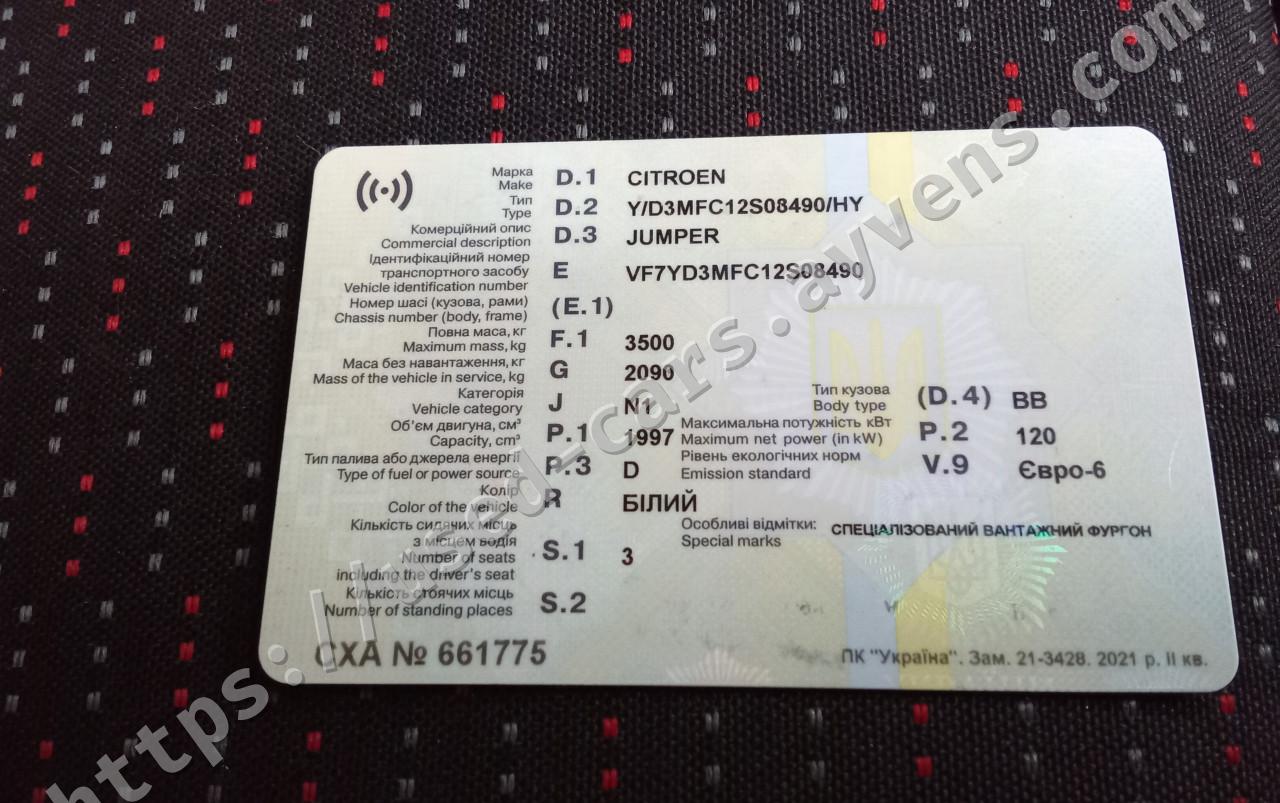 Марка
Make
D.1 CITROEN
Тип
Type
D.2 Y/D3MFC12S08490/HY
Комерційний опис
Commercial description
D.3 JUMPER
Ідентифікаційний номер
транспортного засобу
Vehicle identification number
E VF7YD3MFC12S08490
Номер шасі (кузова, рами)
Chassis number (body, frame)
(E.1)
Повна маса, кг
Maximum mass, kg
F.1 3500
Маса без навантаження, кг
Mass of the vehicle in service, kg
G 2090
Категорія
Vehicle category
J N1
Тип кузова
Body type
(D.4) BB
Об'єм двигуна, см³
Capacity, cm³
P.1 1997
Максимальна потужність кВт
Maximum net power (in kW)
P.2 120
Тип палива або джерела енергії
Type of fuel or power source
P.3 D
Рівень екологічних норм
Emission standard
V.9 Євро-6
Колір
Color of the vehicle
R БІЛИЙ
Особливі відмітки:
Special marks
СПЕЦІАЛІЗОВАНИЙ ВАНТАЖНИЙ ФУРГОН
Кількість сидячих місць
з місцем водія
Number of seats
including the driver's seat
S.1 3
Кількість стоячих місць
Number of standing places
S.2
СХА № 661775
ПК "Україна". Зам. 21-3428. 2021 р. II кв.
https://used-cars.ayvens.com